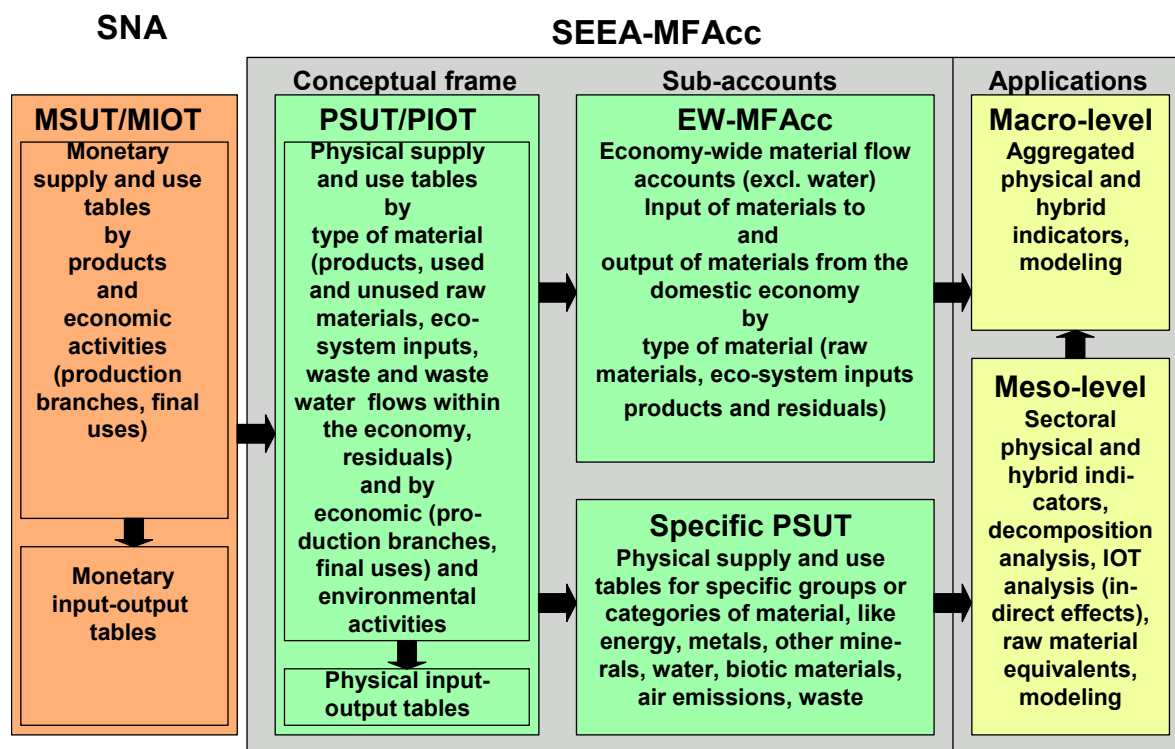 SNA
SEEA-MFAcc
Conceptual frame
Sub-accounts
Applications
MSUT/MIOT
Monetary
supply and use
tables
by
products
and
economic
activities
(production
branches, final
uses)
Monetary
input-output
tables
PSUT/PIOT
Physical supply
and use tables
by
type of material
(products, used
and unused raw
materials, eco-
system inputs,
waste and waste
water flows within
the economy,
residuals)
and by
economic (pro-
duction branches,
final uses) and
environmental
activities
Physical input-
output tables
EW-MFAcc
Economy-wide material flow
accounts (excl. water)
Input of materials to
and
output of materials from the
domestic economy
by
type of material (raw
materials, eco-system inputs
products and residuals)
Specific PSUT
Physical supply and use
tables for specific groups or
categories of material, like
energy, metals, other mine-
rals, water, biotic materials,
air emissions, waste
Macro-level
Aggregated
physical and
hybrid
indicators,
modeling
Meso-level
Sectoral
physical and
hybrid indi-
cators,
decomposition
analysis, IOT
analysis (in-
direct effects),
raw material
equivalents,
modeling